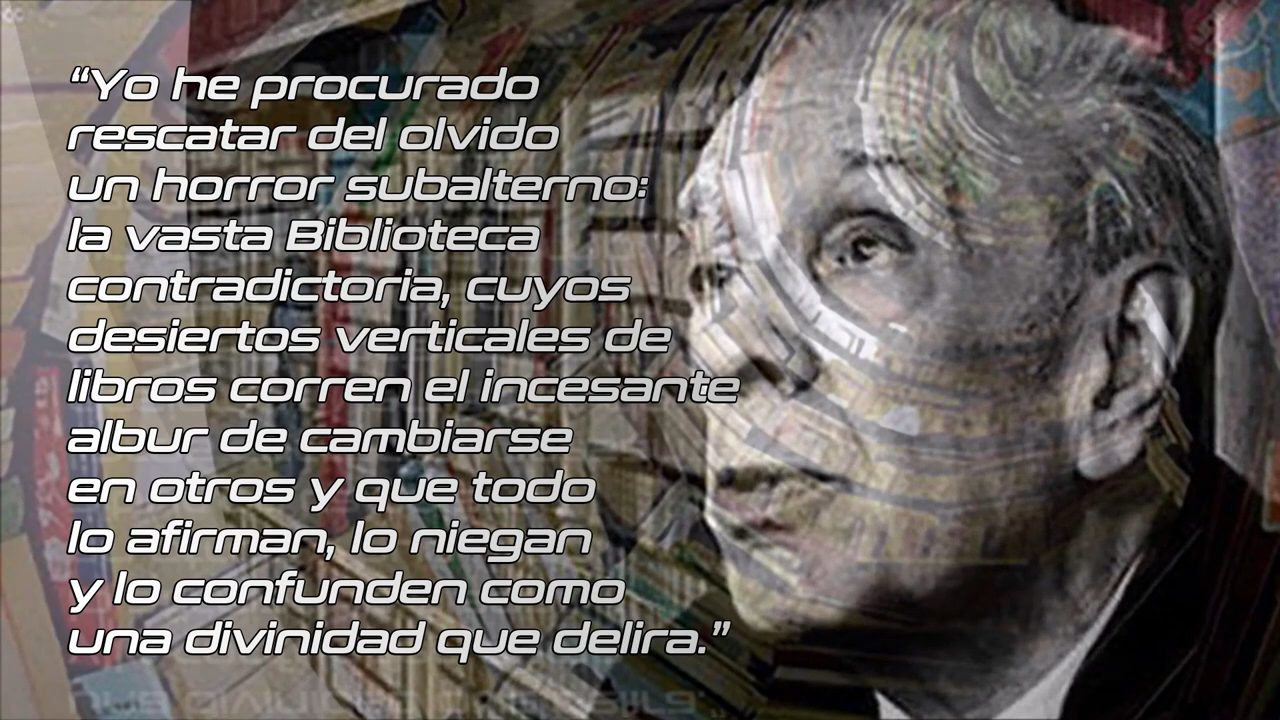 “Yo he procurado
rescatar del olvido
un horror subalterno:
la vasta Biblioteca
contradictoria, cuyos
desiertos verticales de
libros corren el incesante
albur de cambiarse
en otros y que todo
lo afirman, lo niegan
y lo confunden como
una divinidad que delira.”